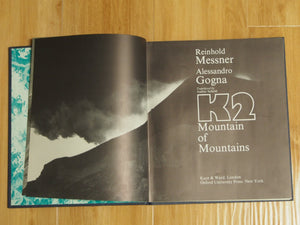 Reinhold
Messner
Alessandro
Gogna
K2
Mountain
of
Mountains
Kaye & Ward, London
Oxford University Press, New York